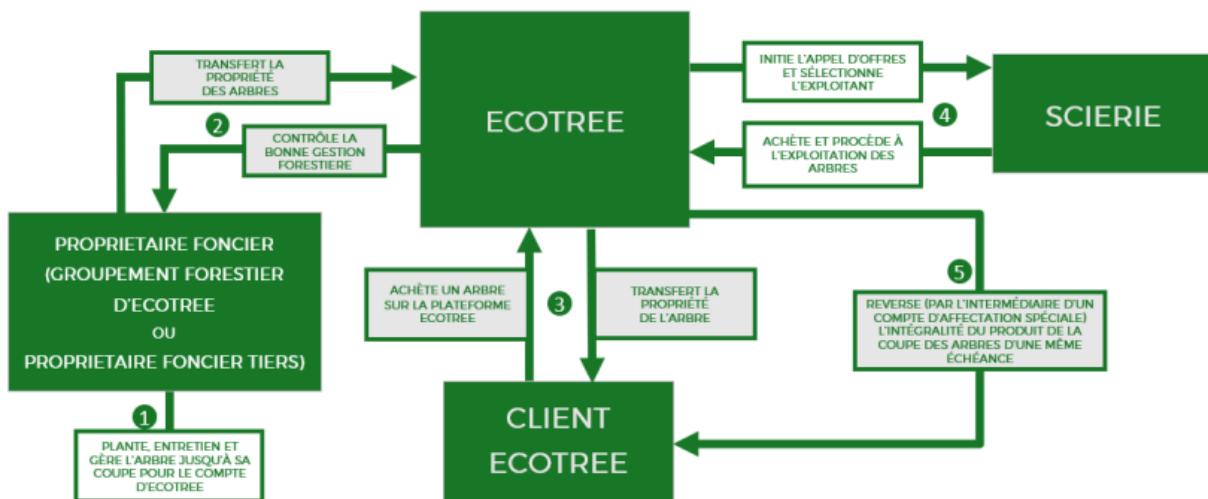 TRANSFERT LA
PROPRIÉTÉ
DES ARBRES
2
CONTRÔLE LA
BONNE GESTION
FORESTIERE
ECOTREE
INITIE L'APPEL D'OFFRES
ET SÉLECTIONNE
L'EXPLOITANT
4
ACHÈTE ET PROCÈDE À
L'EXPLOITATION DES
ARBRES
SCIERIE
PROPRIETAIRE FONCIER
(GROUPEMENT FORESTIER
D'ECOTREE
OU
PROPRIETAIRE FONCIER TIERS)
1
PLANTE, ENTRETIEN ET
GÈRE L'ARBRE JUSQU'À SA
COUPE POUR LE COMPTE
D'ECOTREE
ACHÈTE UN ARBRE
SUR LA PLATEFORME
ECOTREE
3
TRANSFERT LA
PROPRIÉTÉ
DE L'ARBRE
5
REVERSE (PAR L'INTERMÉDIAIRE D'UN
COMPTE D'AFFECTATION SPÉCIALE)
L'INTÉGRALITÉ DU PRODUIT DE LA
COUPE DES ARBRES D'UNE MÊME
ÉCHÉANCE
CLIENT
ECOTREE